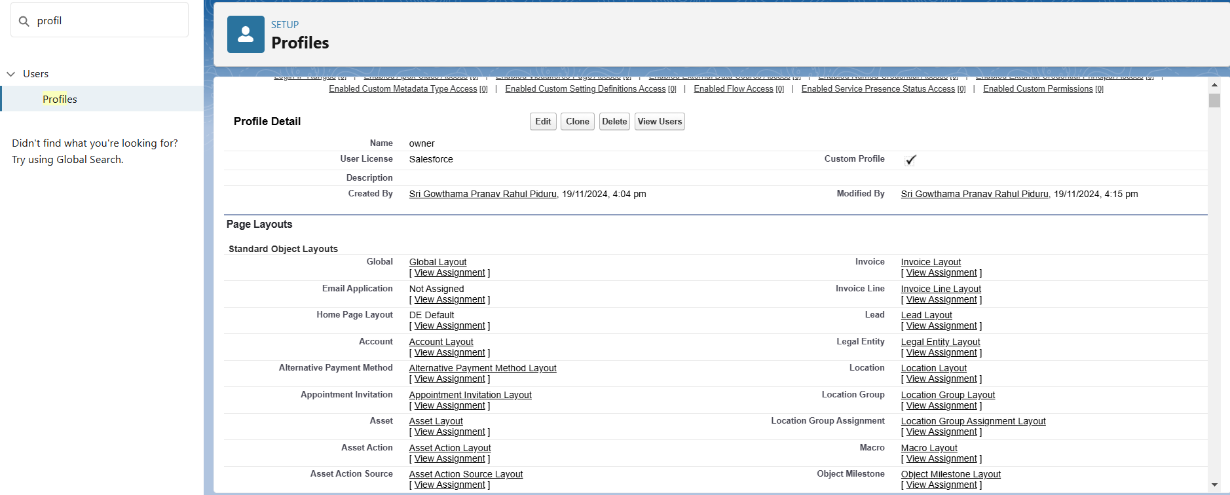 profil
Users
Profiles
Didn't find what you're looking for?
Try using Global Search.
SETUP
Profiles
Enabled Custom Metadata Type Access [0] | Enabled Custom Setting Definitions Access [0] | Enabled Flow Access [0] | Enabled Service Presence Status Access [0] | Enabled Custom Permissions [0]
Profile Detail Edit Clone Delete View Users
Name owner
User License Salesforce Custom Profile ✓
Description
Created By Sri Gowthama Pranav Rahul Piduru, 19/11/2024, 4:04 pm Modified By Sri Gowthama Pranav Rahul Piduru, 19/11/2024, 4:15 pm
Page Layouts
Standard Object Layouts
Global Global Layout Invoice Invoice Layout
[ View Assignment ] [ View Assignment ]
Email Application Not Assigned Invoice Line Invoice Line Layout
[ View Assignment ] [ View Assignment ]
Home Page Layout DE Default Lead Lead Layout
[ View Assignment ] [ View Assignment ]
Account Account Layout Legal Entity Legal Entity Layout
[ View Assignment ] [ View Assignment ]
Alternative Payment Method Alternative Payment Method Layout Location Location Layout
[ View Assignment ] [ View Assignment ]
Appointment Invitation Appointment Invitation Layout Location Group Location Group Layout
[ View Assignment ] [ View Assignment ]
Asset Asset Layout Location Group Assignment Location Group Assignment Layout
[ View Assignment ] [ View Assignment ]
Asset Action Asset Action Layout Macro Macro Layout
[ View Assignment ] [ View Assignment ]
Asset Action Source Asset Action Source Layout Object Milestone Object Milestone Layout
[ View Assignment ] [ View Assignment ]